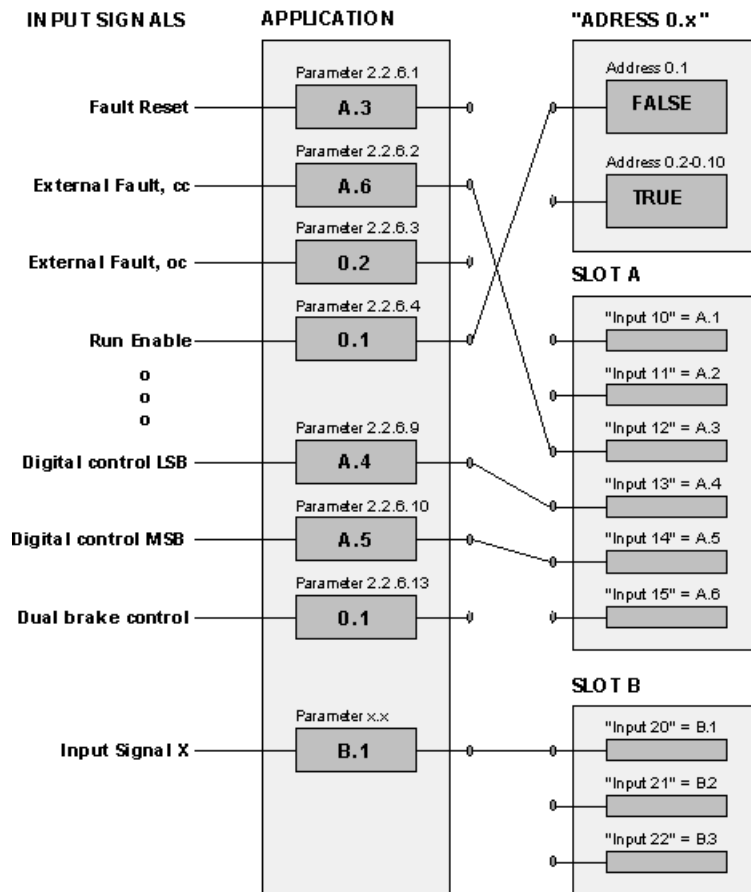 INPUT SIGNALS
APPLICATION
"ADRESS 0.x"
Parameter 2.2.6.1
Fault Reset
A.3
Parameter 2.2.6.2
External Fault, cc
A.6
Parameter 2.2.6.3
External Fault, oc
0.2
Parameter 2.2.6.4
Run Enable
0.1
o
o
o
Parameter 2.2.6.9
Digital control LSB
A.4
Parameter 2.2.6.10
Digital control MSB
A.5
Parameter 2.2.6.13
Dual brake control
0.1
Parameter x.x
Input Signal X
B.1
Address 0.1
FALSE
Address 0.2-0.10
TRUE
SLOT A
"Input 10" = A.1
"Input 11" = A.2
"Input 12" = A.3
"Input 13" = A.4
"Input 14" = A.5
"Input 15" = A.6
SLOT B
"Input 20" = B.1
"Input 21" = B.2
"Input 22" = B.3